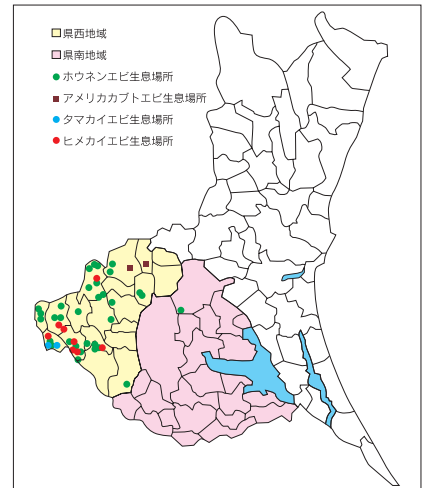 県西地域
県南地域
ホウネンエビ生息場所
アメリカカブトエビ生息場所
タマカイエビ生息場所
ヒメカイエビ生息場所